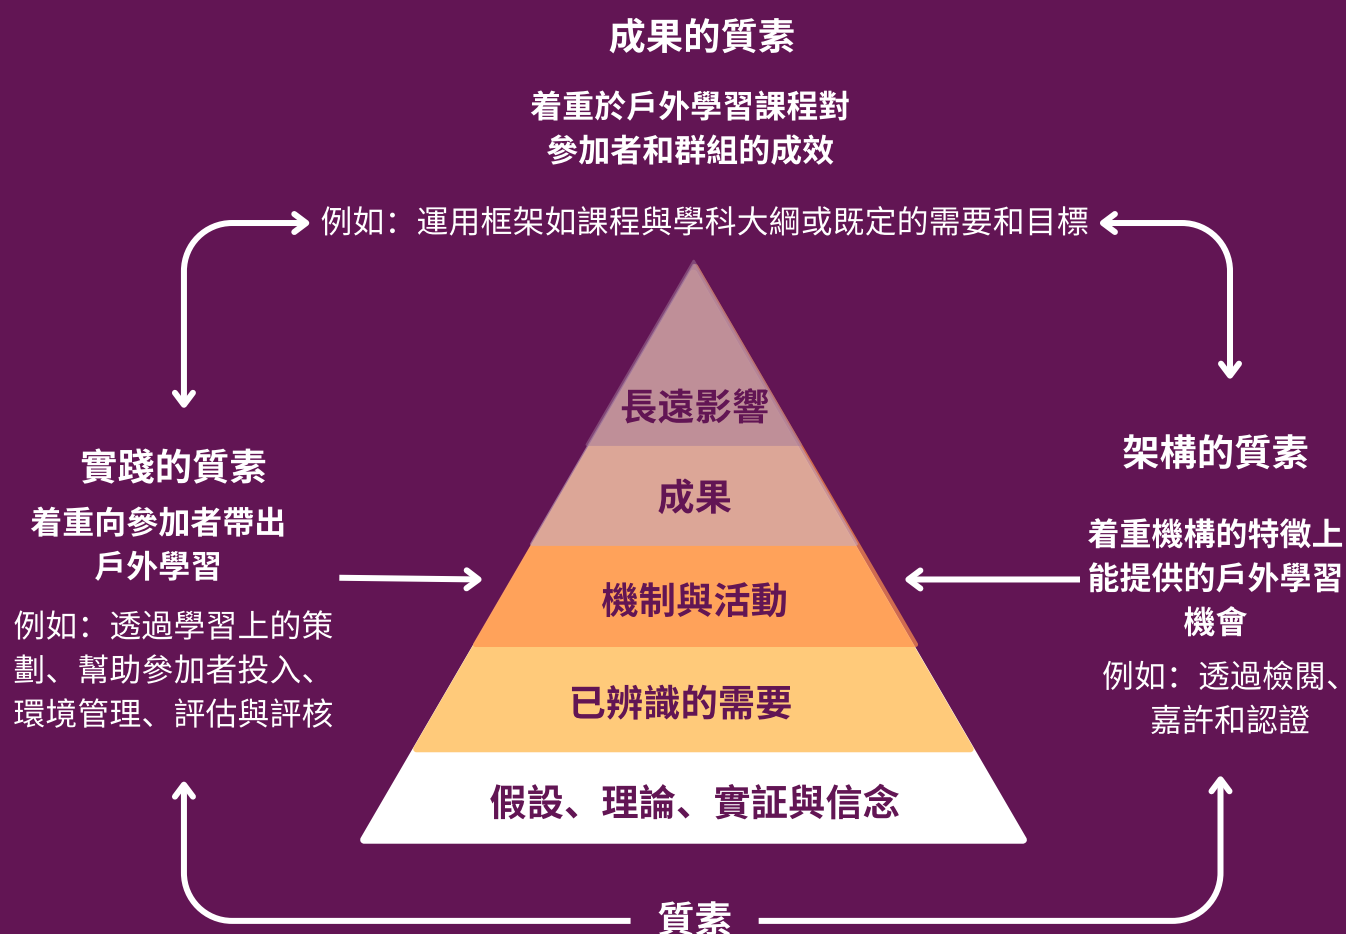 成果的質素
着重於戶外學習課程對
參加者和群組的成效
例如：運用框架如課程與學科大綱或既定的需要和目標
長遠影響
成果
機制與活動
已辨識的需要
假設、理論、實証與信念
實踐的質素
着重向參加者帶出
戶外學習
例如：透過學習上的策
劃、幫助參加者投入、
環境管理、評估與評核
架構的質素
着重機構的特徵上
能提供的戶外學習
機會
例如：透過檢閱、
嘉許和認證
質素